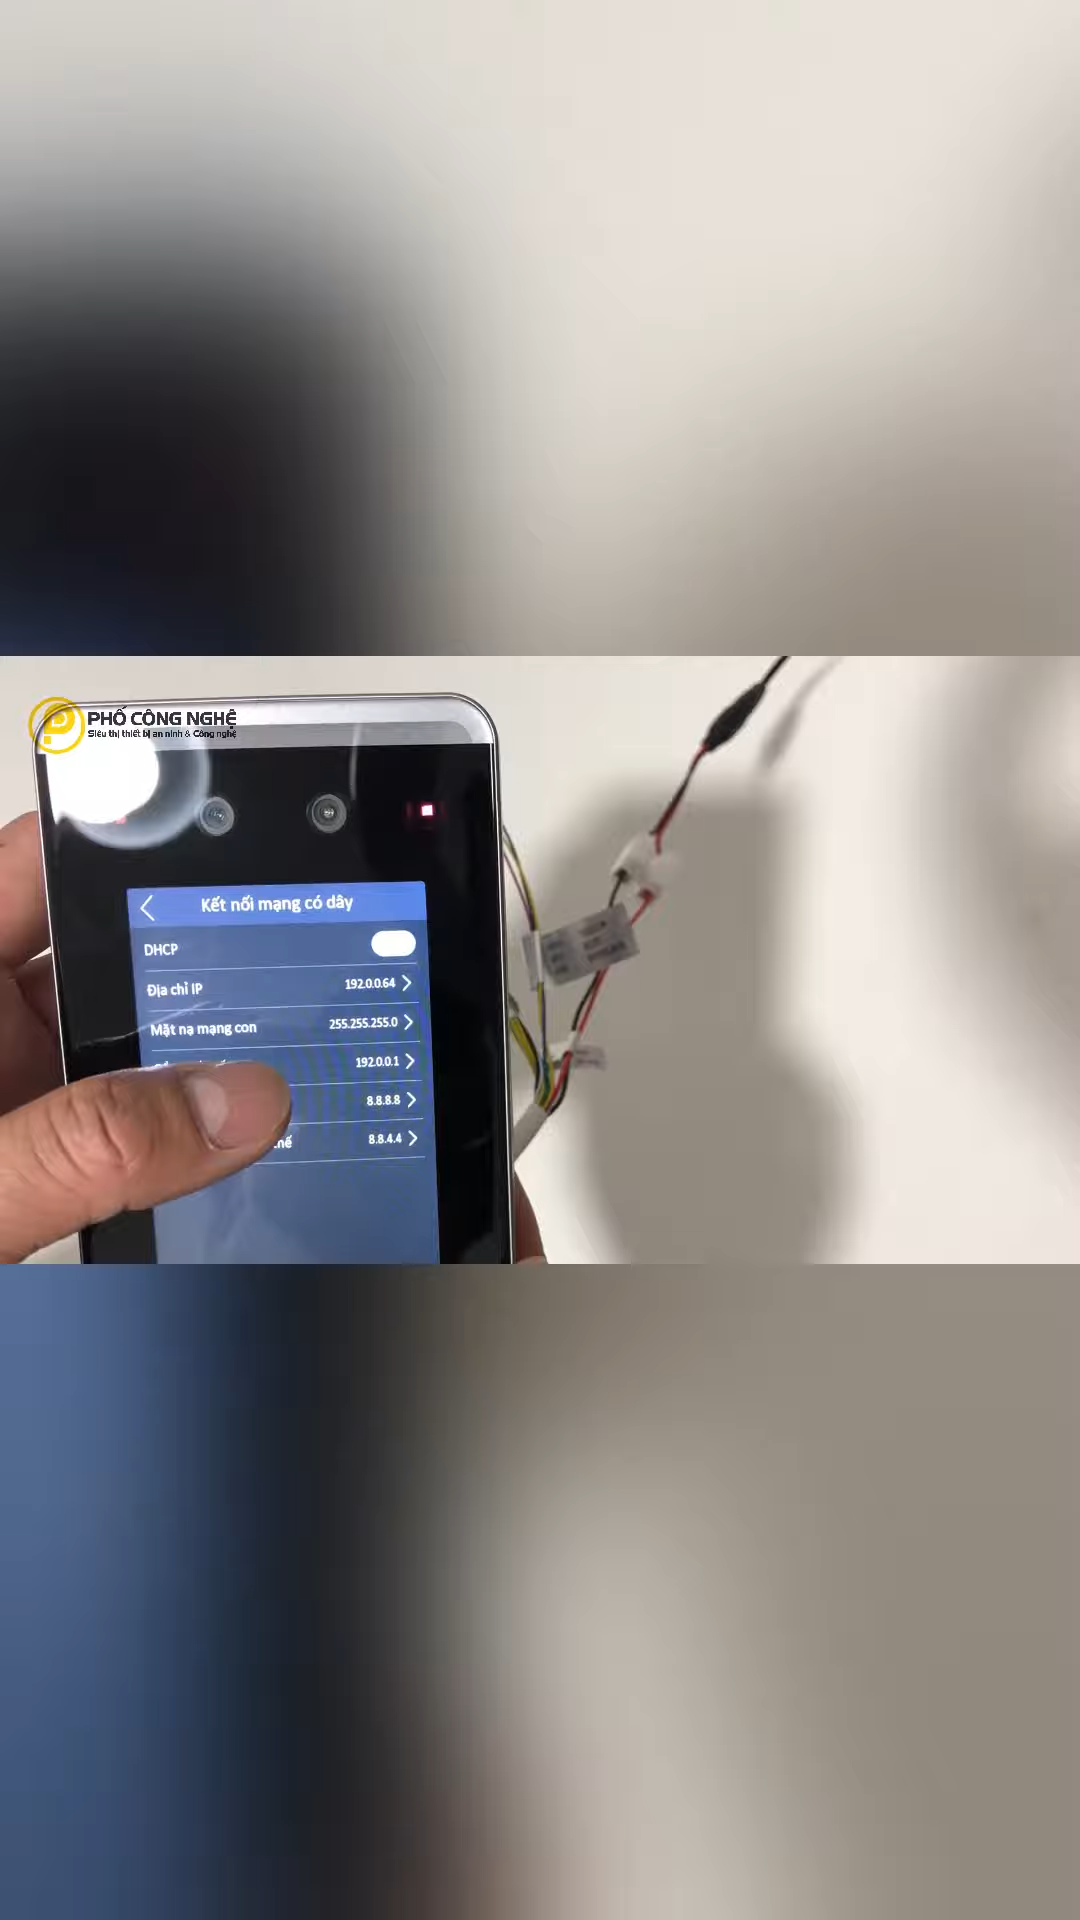 PHỐ CÔNG NGHỆ
Siêu thị thiết bị an ninh & Công nghệ
Kết nối mạng có dây
DHCP
Địa chỉ IP 192.0.0.64
Mặt nạ mạng con 255.255.255.0
192.0.0.1
8.8.8.8
8.8.4.4